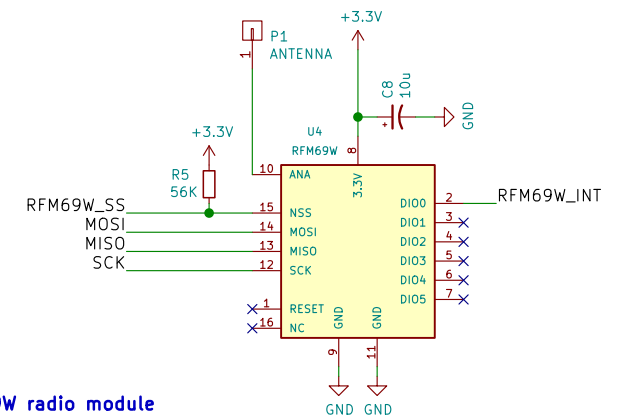 +3.3V
P1
ANTENNA
1
C8
10u
GND
+3.3V
U4
RFM69W
8
3.3V
R5
56K
10 ANA
RFM69W_SS
15 NSS
MOSI
14 MOSI
MISO
13 MISO
SCK
12 SCK
1 RESET
16 NC
DIO0 2
RFM69W_INT
DIO1 3
DIO2 4
DIO3 5
DIO4 6
DIO5 7
GND GND
9 11
GND GND
W radio module